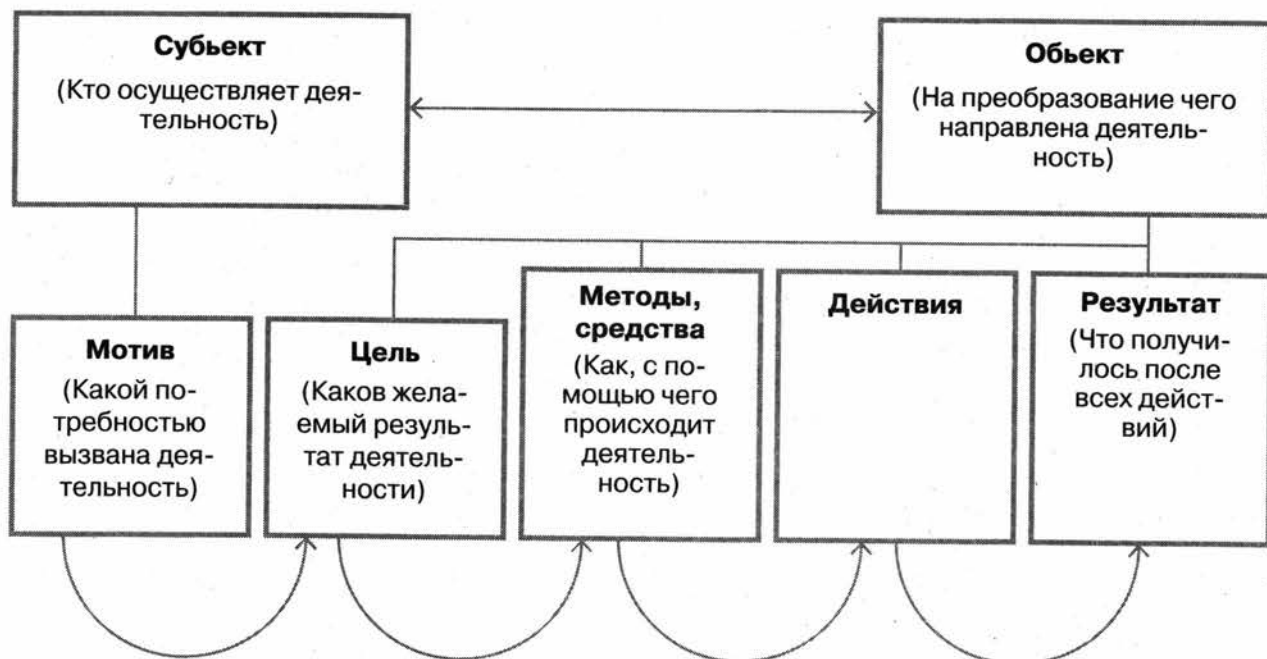 Субьект
(Кто осуществляет дея-
тельность)
Обьект
(На преобразование чего
направлена деятель-
ность)
Мотив
(Какой по-
требностью
вызвана дея-
тельность)
Цель
(Каков жела-
емый резуль-
тат деятель-
ности)
Методы,
средства
(Как, с по-
мощью чего
происходит
деятель-
ность)
Действия
Результат
(Что получи-
лось после
всех дейст-
вий)